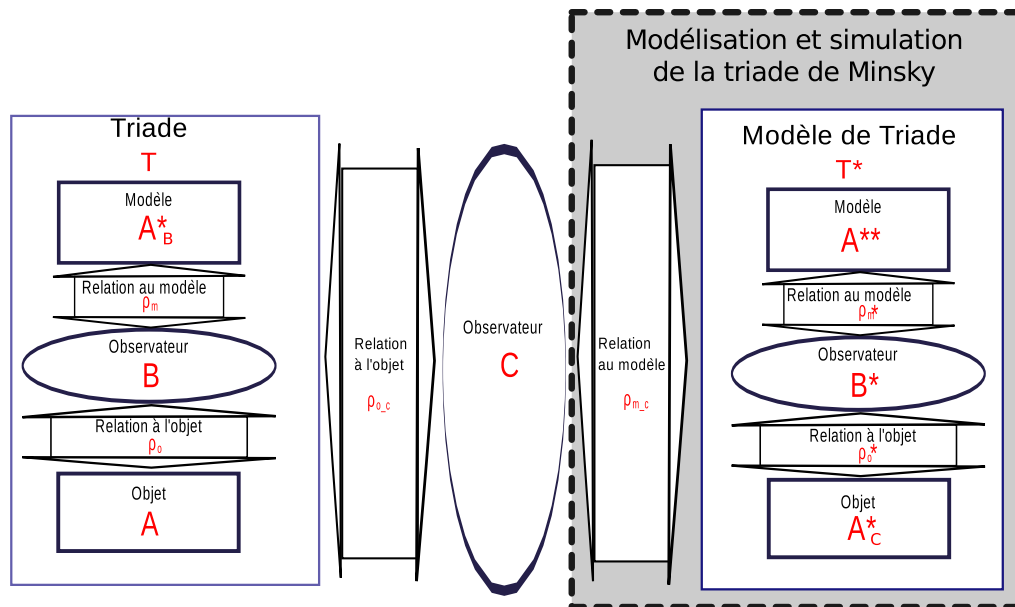 Modélisation et simulation
de la triade de Minsky
Triade
T
Modèle
A*B
Relation au modèle
ρm
Observateur
B
Relation à l'objet
ρo
Objet
A
Relation
à l'objet
ρo_c
Observateur
C
Relation
au modèle
ρm_c
Modèle de Triade
T*
Modèle
A**
Relation au modèle
ρm*
Observateur
B*
Relation à l'objet
ρo*
Objet
A*C